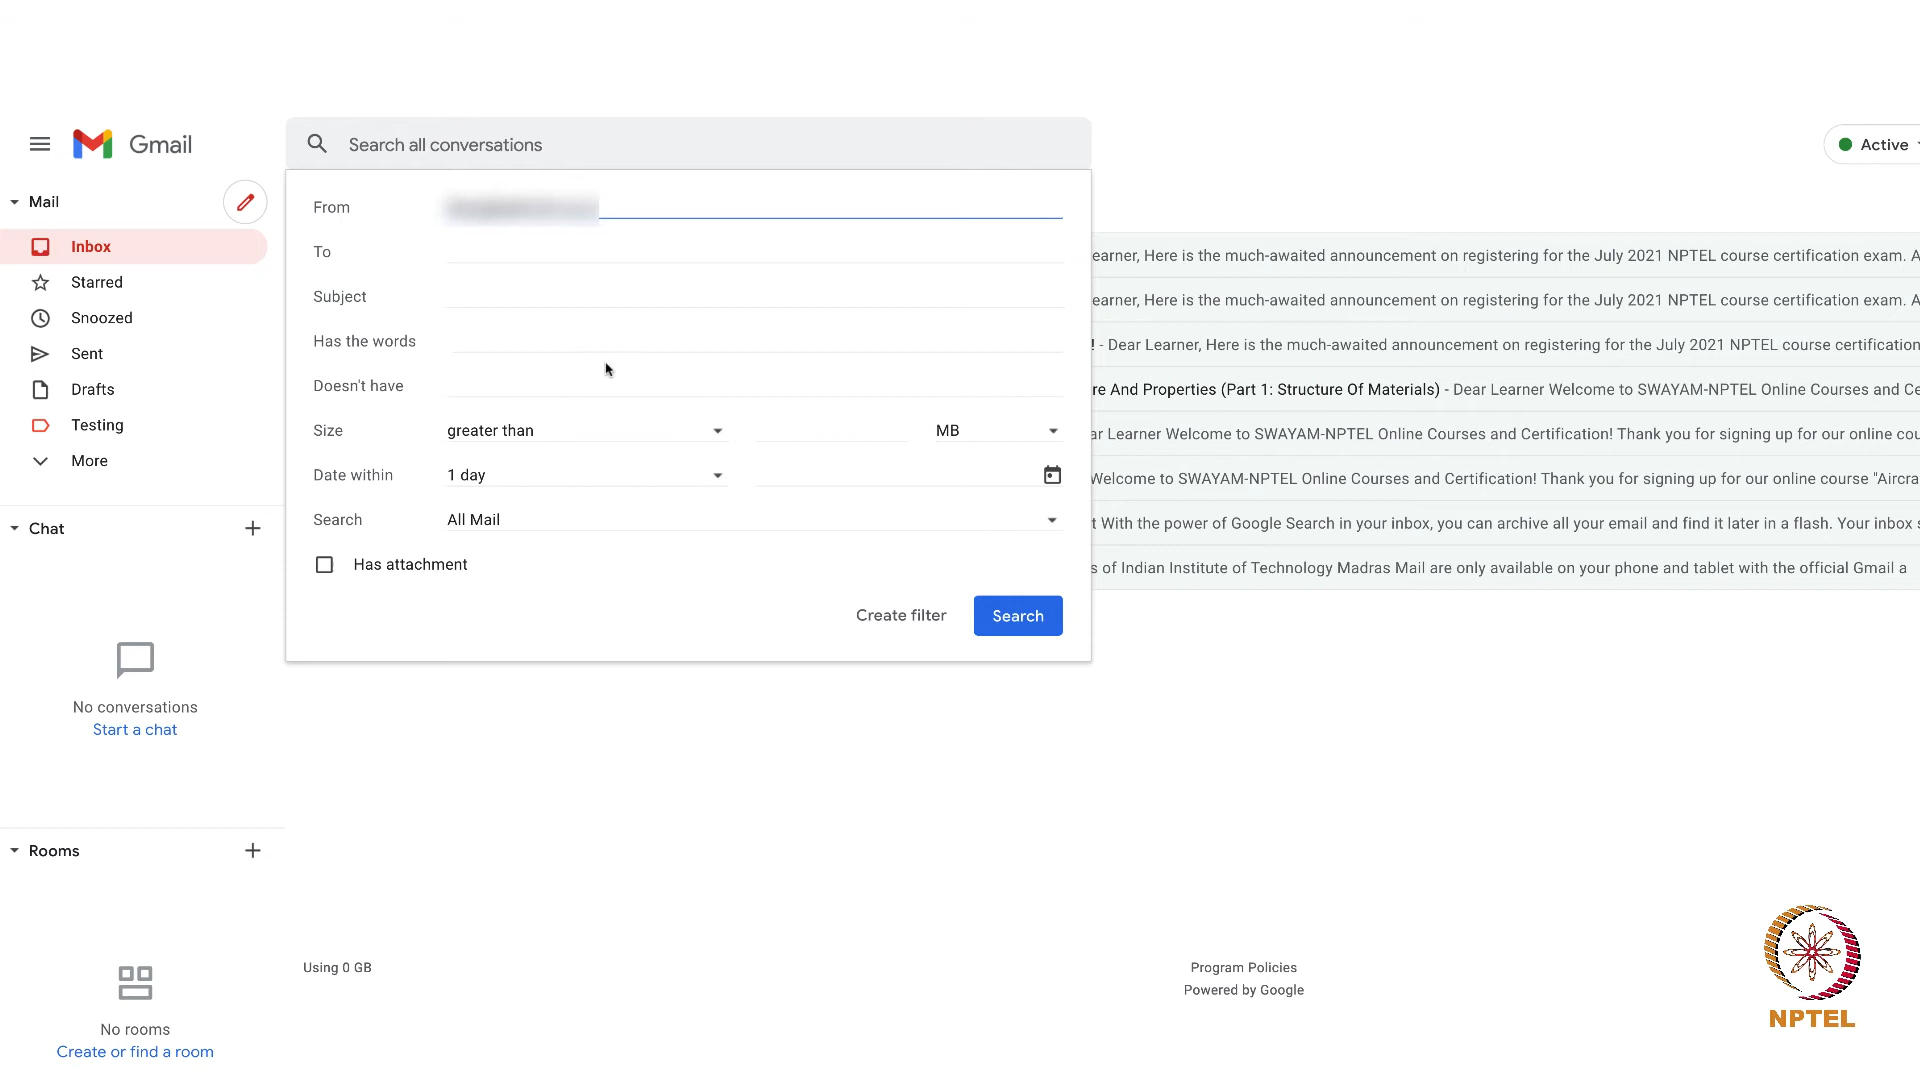 Gmail
Search all conversations
Active
Mail
Inbox
Starred
Snoozed
Sent
Drafts
Testing
More
Chat
No conversations
Start a chat
Rooms
No rooms
Create or find a room
From
To
Subject
Has the words
Doesn't have
Size greater than MB
Date within 1 day
Search All Mail
Has attachment
Create filter Search
earner, Here is the much-awaited announcement on registering for the July 2021 NPTEL course certification exam. A
earner, Here is the much-awaited announcement on registering for the July 2021 NPTEL course certification exam. A
! - Dear Learner, Here is the much-awaited announcement on registering for the July 2021 NPTEL course certification
re And Properties (Part 1: Structure Of Materials) - Dear Learner Welcome to SWAYAM-NPTEL Online Courses and Ce
ar Learner Welcome to SWAYAM-NPTEL Online Courses and Certification! Thank you for signing up for our online cou
Welcome to SWAYAM-NPTEL Online Courses and Certification! Thank you for signing up for our online course "Aircra
t With the power of Google Search in your inbox, you can archive all your email and find it later in a flash. Your inbox s
s of Indian Institute of Technology Madras Mail are only available on your phone and tablet with the official Gmail a
Using 0 GB
Program Policies
Powered by Google
NPTEL